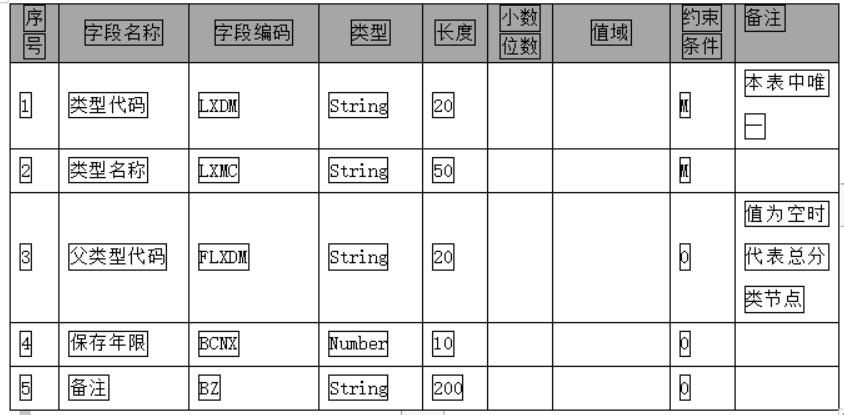 序号 字段名称 字段编码 类型 长度 小数位数 值域 约束条件 备注
1 类型代码 LXDM String 20 M 本表中唯一
2 类型名称 LXMC String 50 M
3 父类型代码 FLXDM String 20 O 值为空时代表总分类节点
4 保存年限 BCNX Number 10 O
5 备注 BZ String 200 O